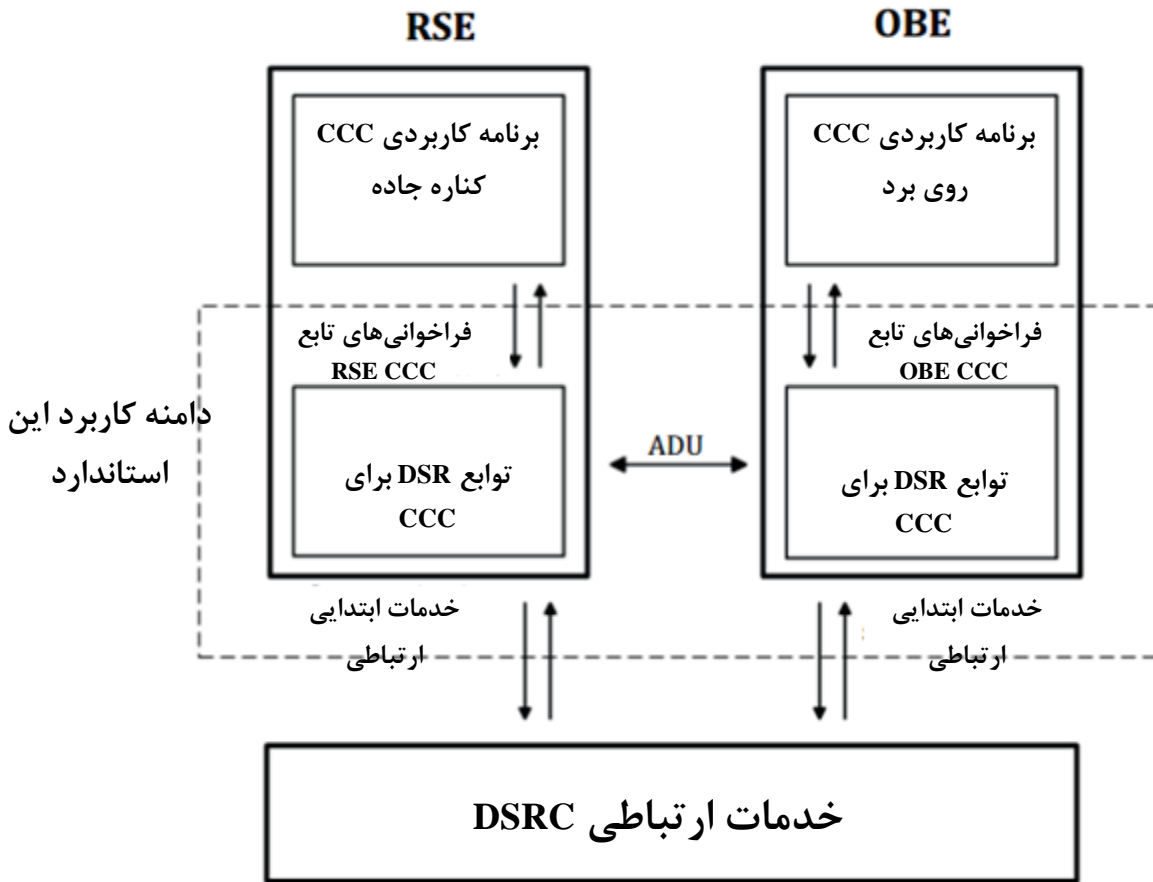 RSE
OBE
برنامه کاربردی CCC
کناره جاده
برنامه کاربردی CCC
روی برد
فراخوانی‌های تابع
RSE CCC
فراخوانی‌های تابع
OBE CCC
دامنه کاربرد این
استاندارد
توابع DSR برای
CCC
ADU
توابع DSR برای
CCC
خدمات ابتدایی
ارتباطی
خدمات ابتدایی
ارتباطی
خدمات ارتباطی DSRC